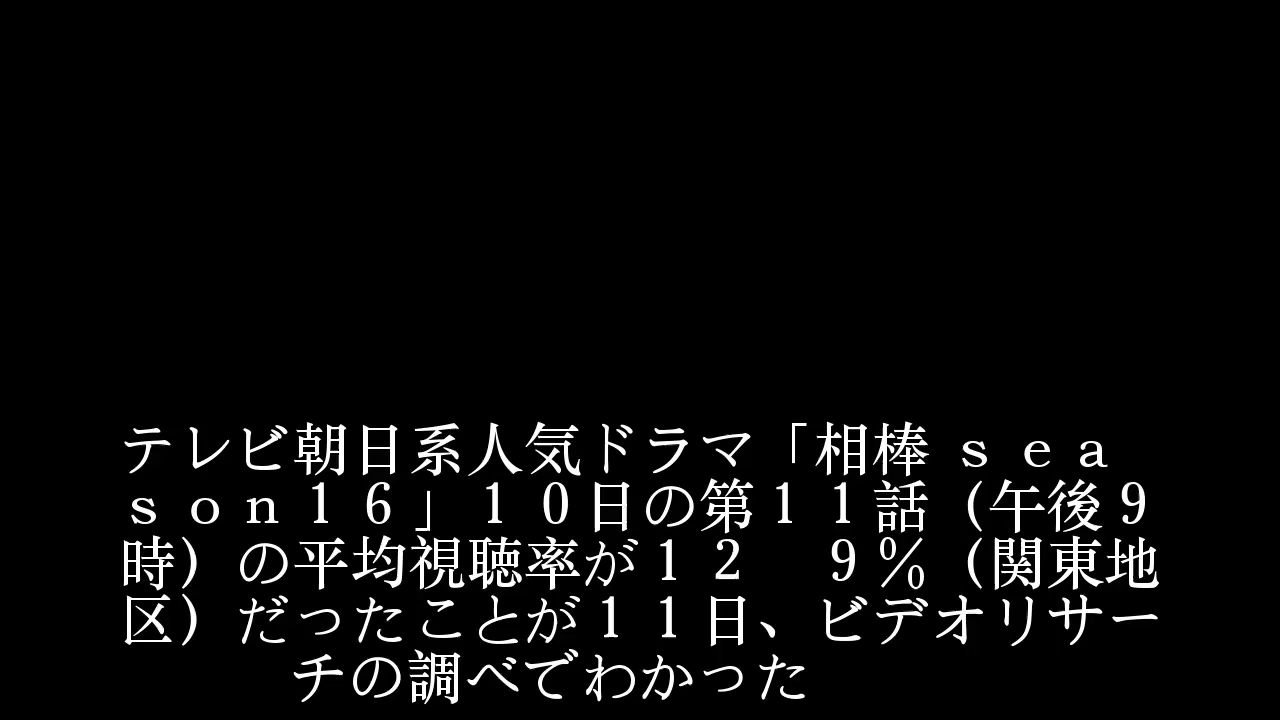 テレビ朝日系人気ドラマ「相棒ｓｅａ
ｓｏｎ１６」１０日の第１１話（午後９
時）の平均視聴率が１２　９％（関東地
区）だったことが１１日、ビデオリサー
チの調べでわかった